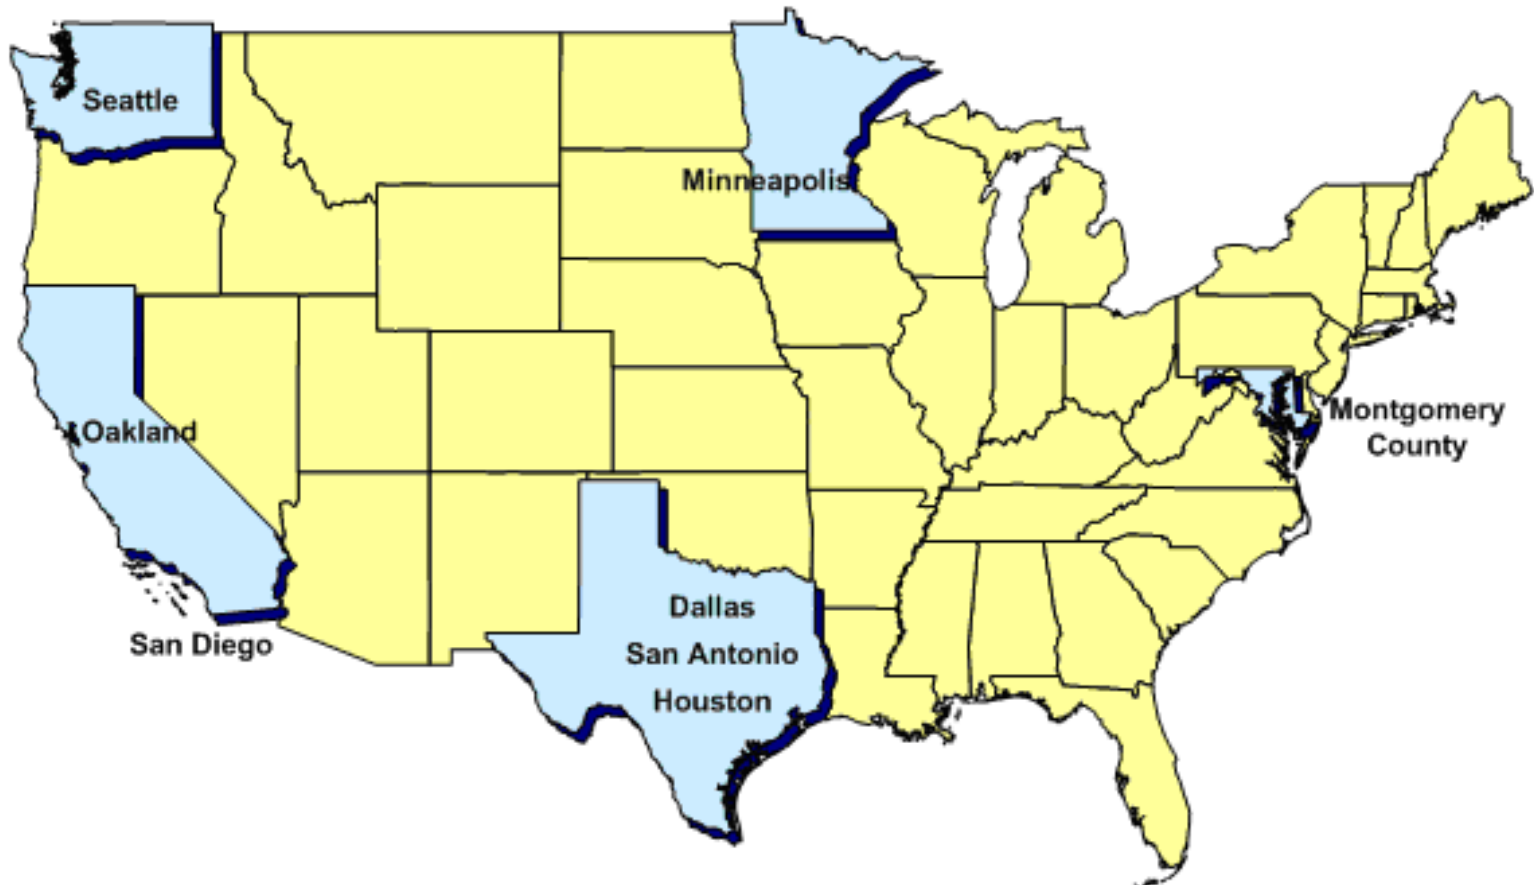 Seattle
Minneapolis
Oakland
Montgomery
County
San Diego
Dallas
San Antonio
Houston